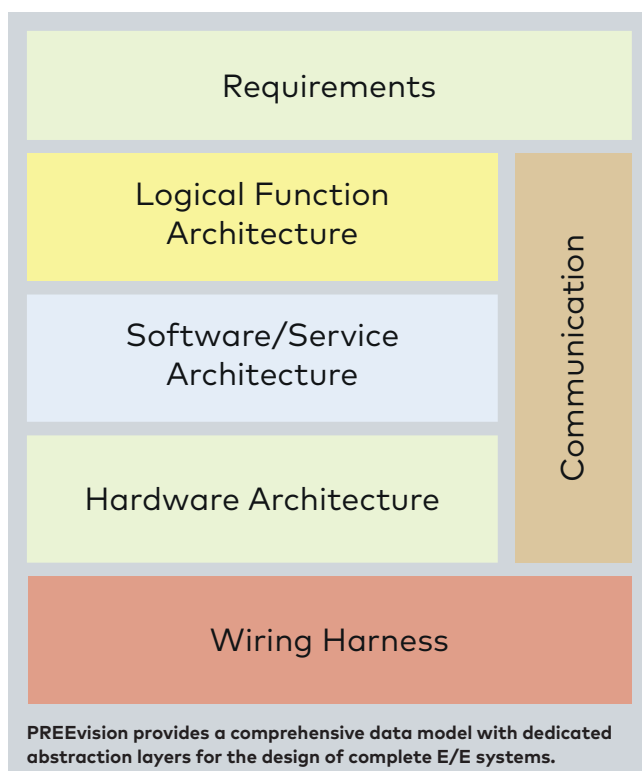 Requirements
Logical Function
Architecture
Software/Service
Architecture
Hardware Architecture
Communication
Wiring Harness
PREEvision provides a comprehensive data model with dedicated
abstraction layers for the design of complete E/E systems.